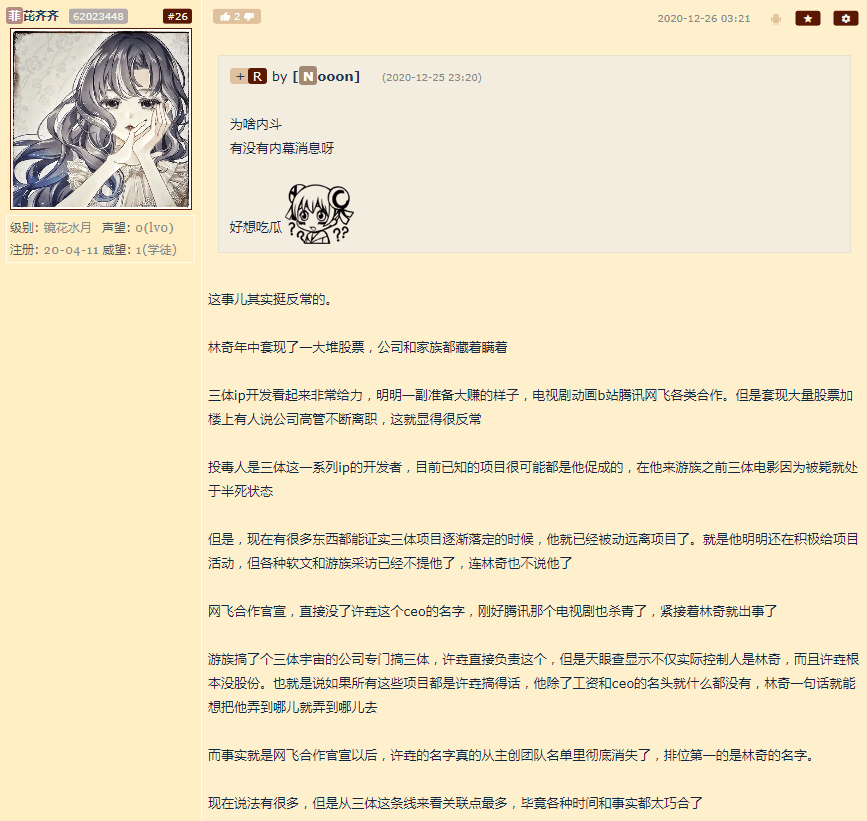 菲芘齐齐 62023448 #26
2
2020-12-26 03:21
+ R by [Nooon] (2020-12-25 23:20)
为啥内斗
有没有内幕消息呀
好想吃瓜
??? ??
级别: 镜花水月 声望: 0(lv0)
注册: 20-04-11 威望: 1(学徒)
这事儿其实挺反常的。
林奇年中套现了一大堆股票，公司和家族都藏着瞒着
三体ip开发看起来非常给力，明明一副准备大赚的样子，电视剧动画b站腾讯网飞各类合作。但是套现大量股票加
楼上有人说公司高管不断离职，这就显得很反常
投毒人是三体这一系列ip的开发者，目前已知的项目很可能都是他促成的，在他来游族之前三体电影因为被毙就处
于半死状态
但是，现在有很多东西都能证实三体项目逐渐落定的时候，他就已经被动远离项目了。就是他明明还在积极给项目
活动，但各种软文和游族采访已经不提他了，连林奇也不说他了
网飞合作官宣，直接没了许垚这个ceo的名字，刚好腾讯那个电视剧也杀青了，紧接着林奇就出事了
游族搞了个三体宇宙的公司专门搞三体，许垚直接负责这个，但是天眼查显示不仅实际控制人是林奇，而且许垚根
本没股份。也就是说如果所有这些项目都是许垚搞得话，他除了工资和ceo的名头就什么都没有，林奇一句话就能
想把他弄到哪儿就弄到哪儿去
而事实就是网飞合作官宣以后，许垚的名字真的从主创团队名单里彻底消失了，排位第一的是林奇的名字。
现在说法有很多，但是从三体这条线来看关联点最多，毕竟各种时间和事实都太巧合了